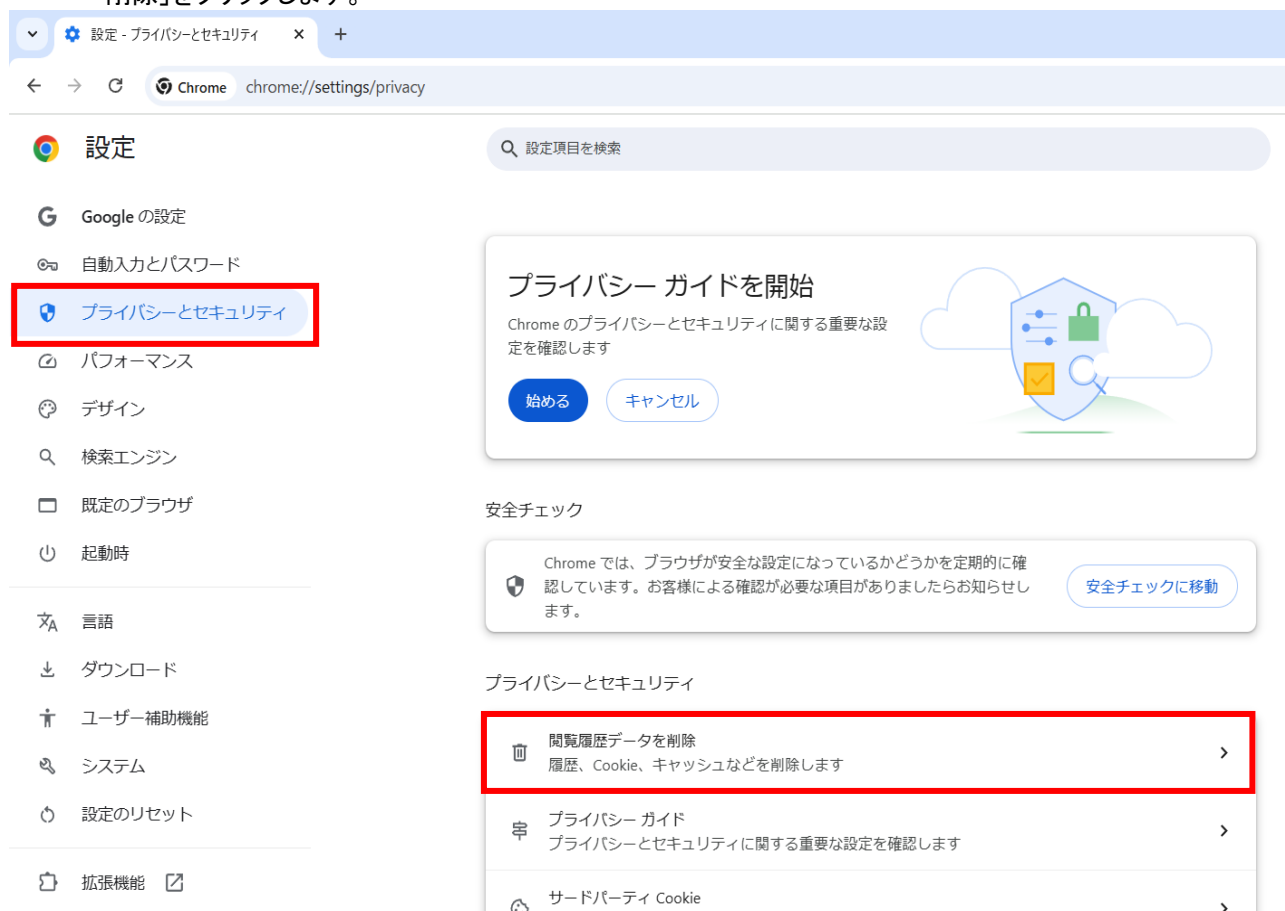 削除」をクリックします。
設定 - プライバシーとセキュリティ
Chrome chrome://settings/privacy
設定
設定項目を検索
Google の設定
自動入力とパスワード
プライバシーとセキュリティ
パフォーマンス
デザイン
検索エンジン
既定のブラウザ
起動時
言語
ダウンロード
ユーザー補助機能
システム
設定のリセット
拡張機能
プライバシー ガイドを開始
Chrome のプライバシーとセキュリティに関する重要な設
定を確認します
始める
キャンセル
安全チェック
Chrome では、ブラウザが安全な設定になっているかどうかを定期的に確
認しています。お客様による確認が必要な項目がありましたらお知らせし
ます。
安全チェックに移動
プライバシーとセキュリティ
閲覧履歴データを削除
履歴、Cookie、キャッシュなどを削除します
プライバシー ガイド
プライバシーとセキュリティに関する重要な設定を確認します
サードパーティ Cookie